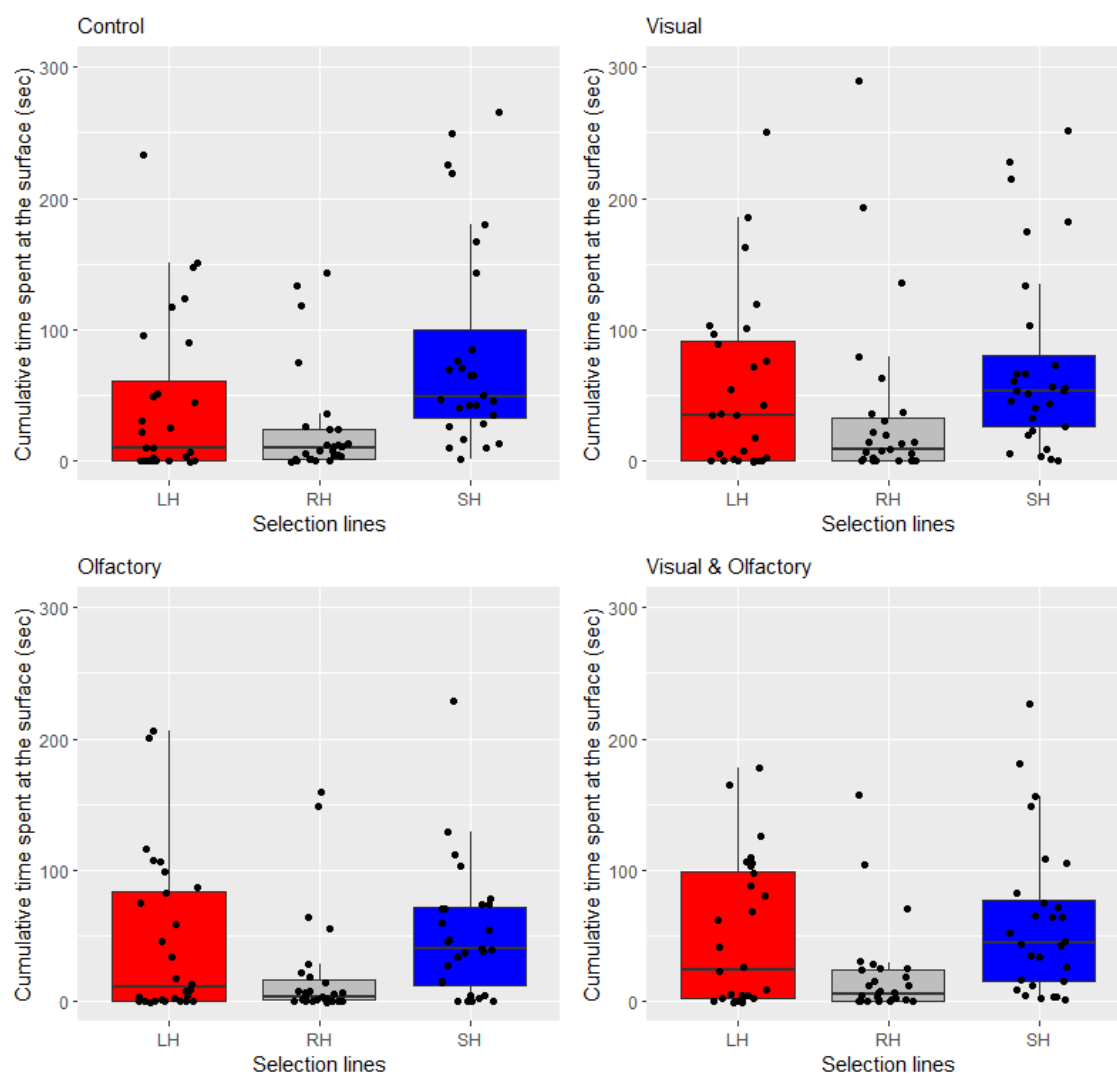 Control
Cumulative time spent at the surface (sec)
300
200
100
0
LH RH SH
Selection lines
Visual
Cumulative time spent at the surface (sec)
300
200
100
0
LH RH SH
Selection lines
Olfactory
Cumulative time spent at the surface (sec)
300
200
100
0
LH RH SH
Selection lines
Visual & Olfactory
Cumulative time spent at the surface (sec)
300
200
100
0
LH RH SH
Selection lines